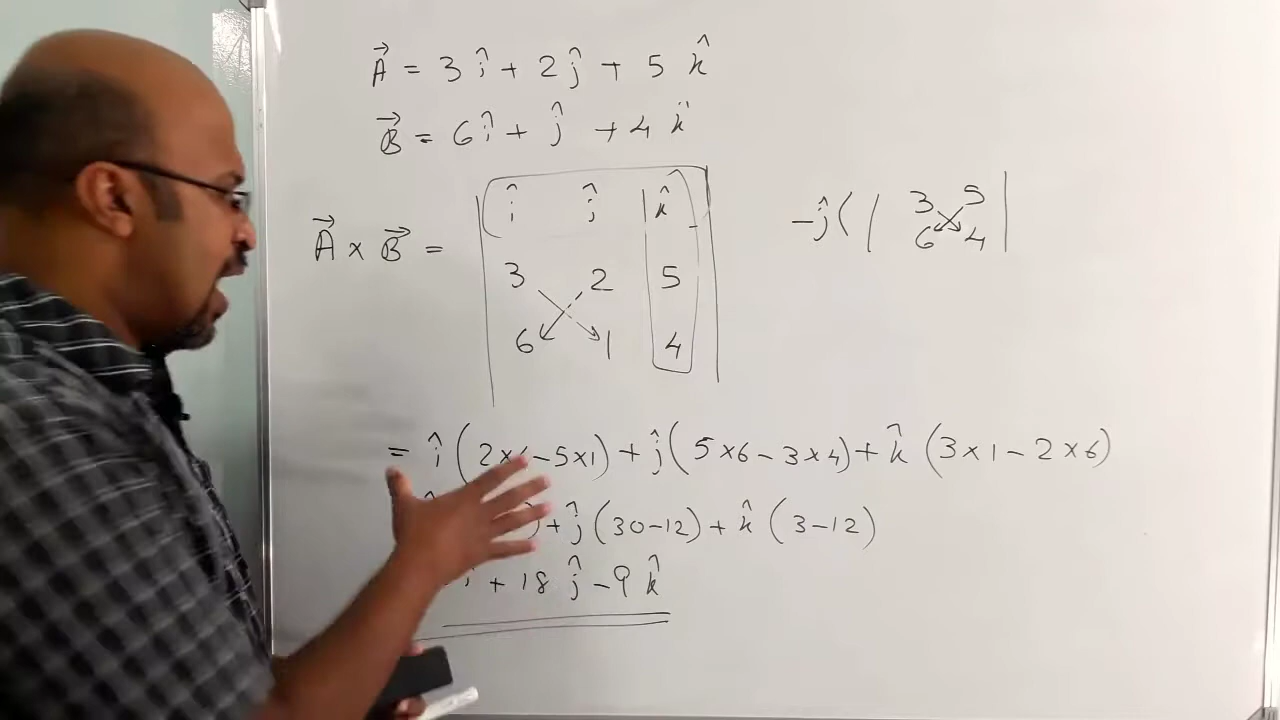 A⃗ = 3 î + 2 ĵ + 5 k̂
B⃗ = 6 î + ĵ + 4 k̂
A⃗ × B⃗ =
| î ĵ k̂ |
| 3 2 5 |
| 6 1 4 |
-ĵ ( | 3 5 |
6 4 |
= î (2× -5×1) + ĵ (5×6 - 3×4) + k̂ (3×1 - 2×6)
) + ĵ (30-12) + k̂ (3-12)
+ 18 ĵ - 9 k̂